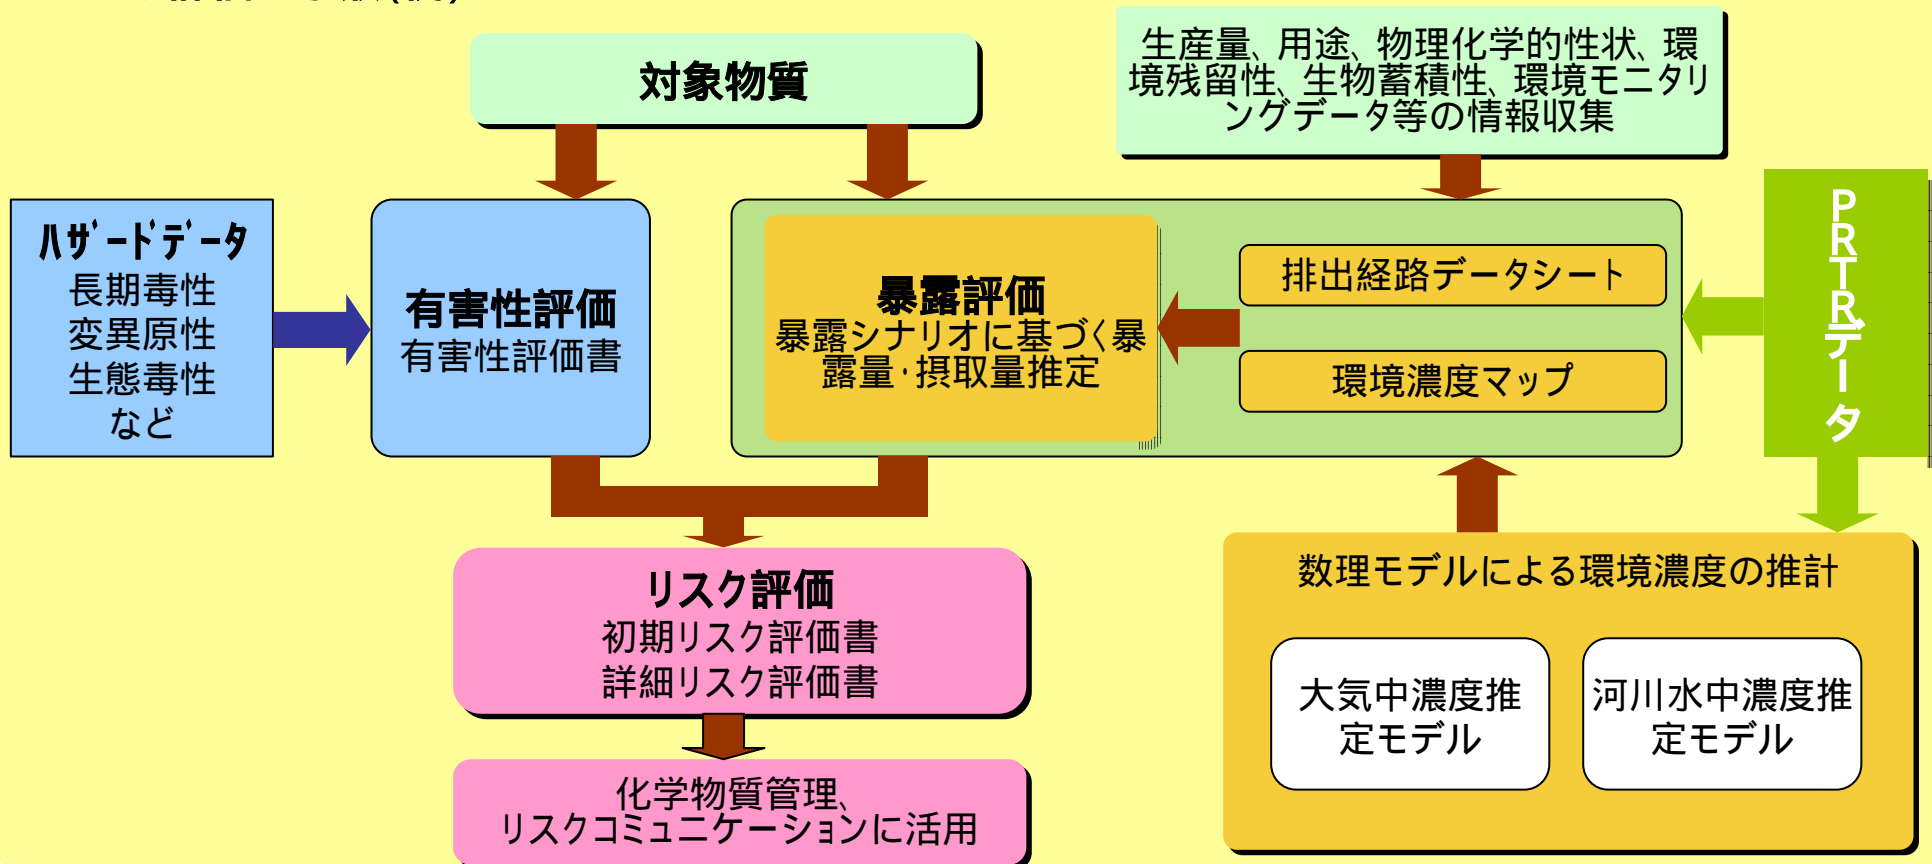 対象物質
生産量、用途、物理化学的性状、環
境残留性、生物蓄積性、環境モニタリ
ングデータ等の情報収集
ﾊｻﾞｰﾄﾞﾃﾞｰﾀ
長期毒性
変異原性
生態毒性
など
有害性評価
有害性評価書
暴露評価
暴露シナリオに基づく暴
露量・摂取量推定
排出経路データシート
環境濃度マップ
PRTRデータ
リスク評価
初期リスク評価書
詳細リスク評価書
数理モデルによる環境濃度の推計
大気中濃度推
定モデル
河川水中濃度推
定モデル
化学物質管理、
リスクコミュニケーションに活用